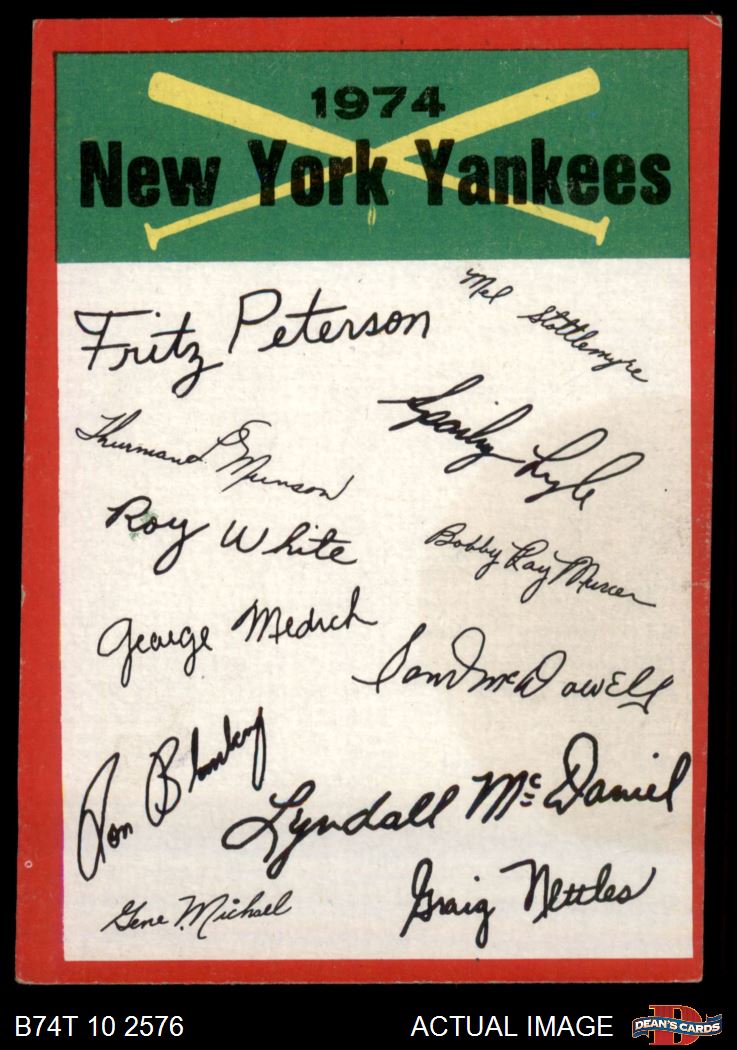 1974
New York Yankees
Fritz Peterson
Mel Stottlemyre
Thurman Munson
Sparky Lyle
Roy White
Bobby Ray Murcer
George Medich
Sam McDowell
Ron Blomberg
Lyndall McDaniel
Gene Michael
Graig Nettles
B74T 10 2576
ACTUAL IMAGE
DEAN'S CARDS